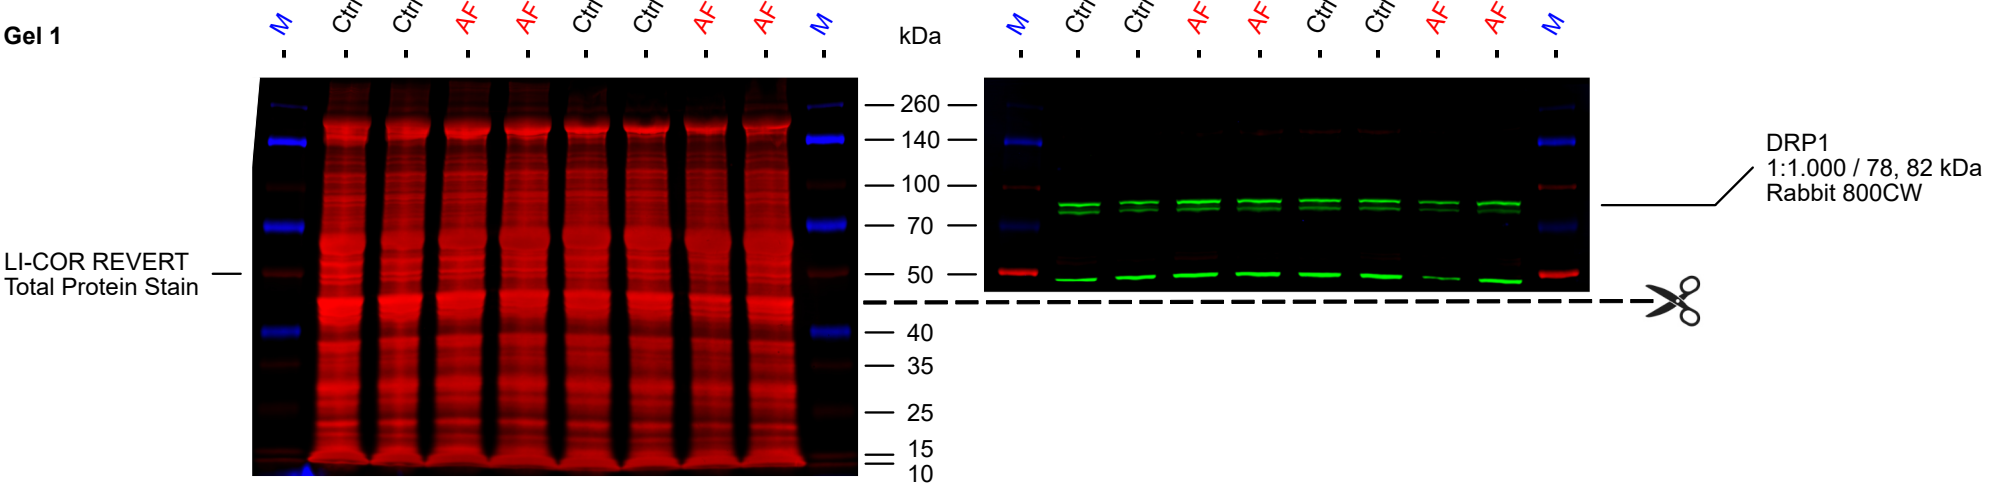 Gel 1
M Ctrl Ctrl AF AF Ctrl Ctrl AF AF M
kDa
M Ctrl Ctrl AF AF Ctrl Ctrl AF AF M
260
140
100
70
50
40
35
25
15
10
LI-COR REVERT
Total Protein Stain
DRP1
1:1.000 / 78, 82 kDa
Rabbit 800CW